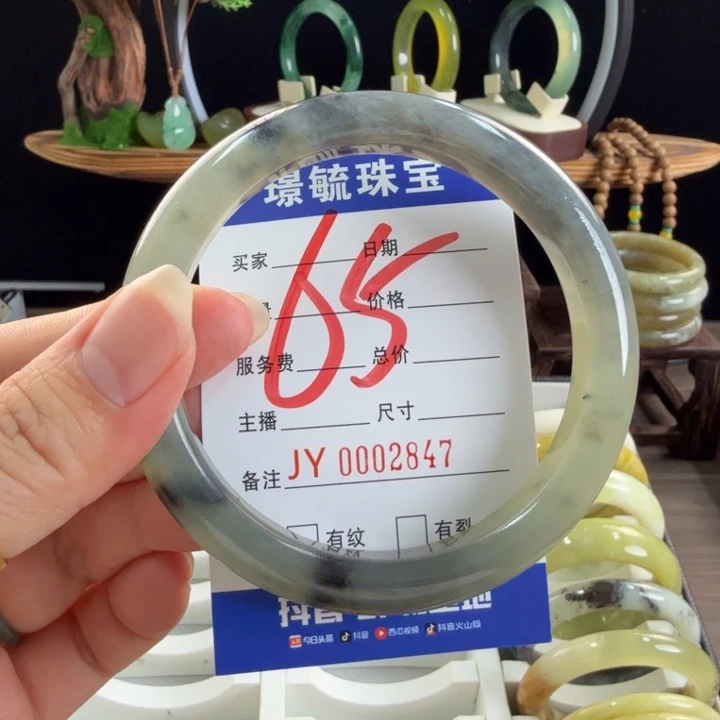 璟毓珠宝
买家 日期
价格
服务费 总价
主播 尺寸
备注 JY 0002847
65
有纹 有裂
抖音
今日头条 抖音 西瓜视频 抖音火山版